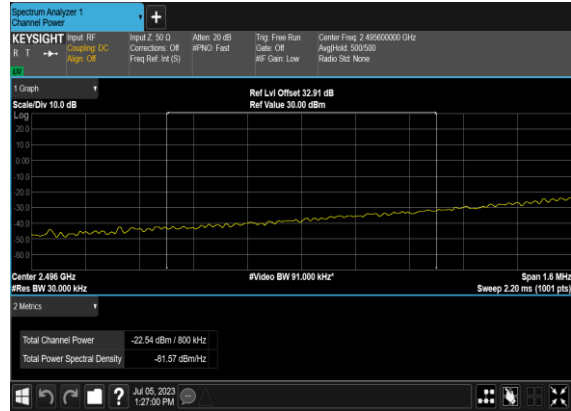 Spectrum Analyzer 1
Channel Power
KEYSIGHT Input: RF Input Z: 50 Ω Atten: 20 dB Trig: Free Run Center Freq: 2.495600000 GHz
R T Coupling: DC Corrections: Off #PNO: Fast Gate: Off Avg|Hold: 500/500
Align: Off Freq Ref: Int (S) #IF Gain: Low Radio Std: None
1 Graph
Ref Lvl Offset 32.91 dB
Scale/Div 10.0 dB Ref Value 30.00 dBm
Log
20.0
10.0
0.00
-10.0
-20.0
-30.0
-40.0
-50.0
-60.0
Center 2.496 GHz #Video BW 91.000 kHz* Span 1.6 MHz
#Res BW 30.000 kHz Sweep 2.20 ms (1001 pts)
2 Metrics
Total Channel Power -22.54 dBm / 800 kHz
Total Power Spectral Density -81.57 dBm/Hz
Jul 05, 2023
1:27:00 PM